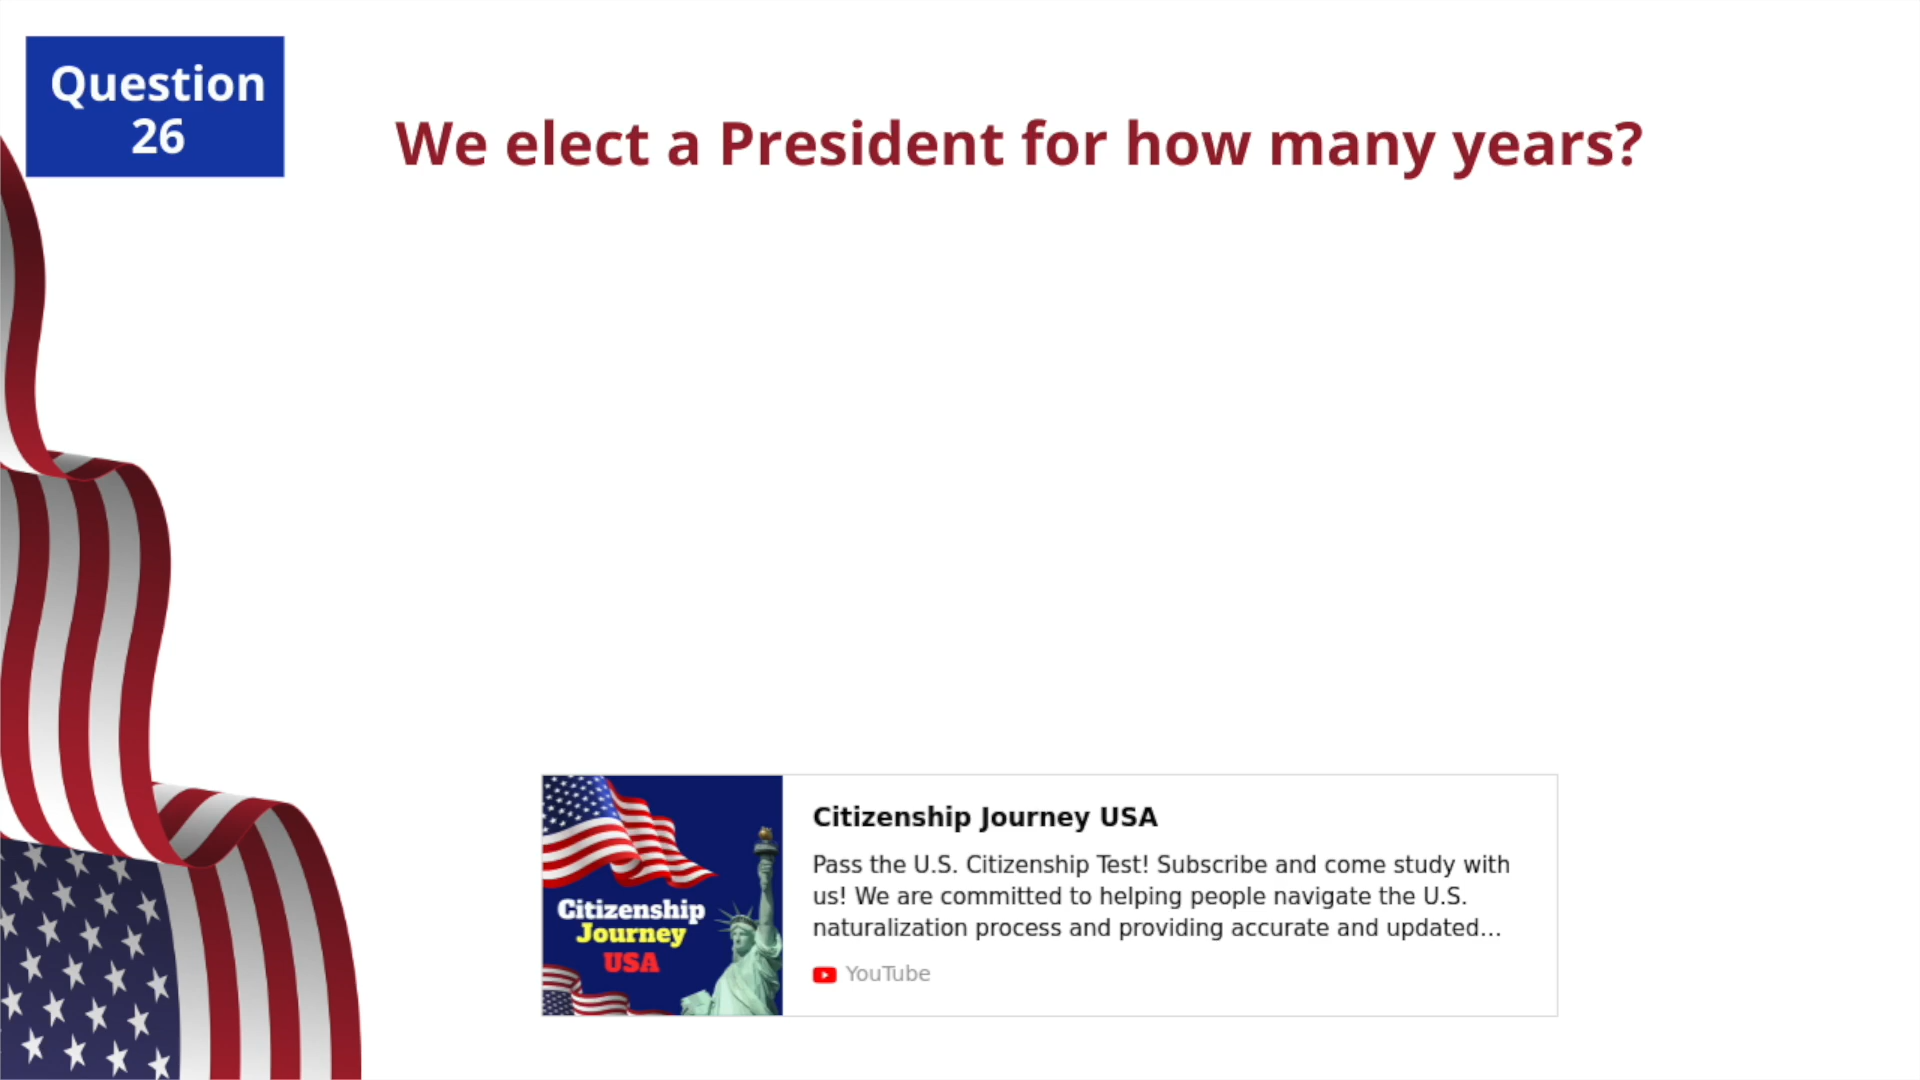 Question
26
We elect a President for how many years?
Citizenship
Journey
USA
Citizenship Journey USA
Pass the U.S. Citizenship Test! Subscribe and come study with
us! We are committed to helping people navigate the U.S.
naturalization process and providing accurate and updated...
YouTube